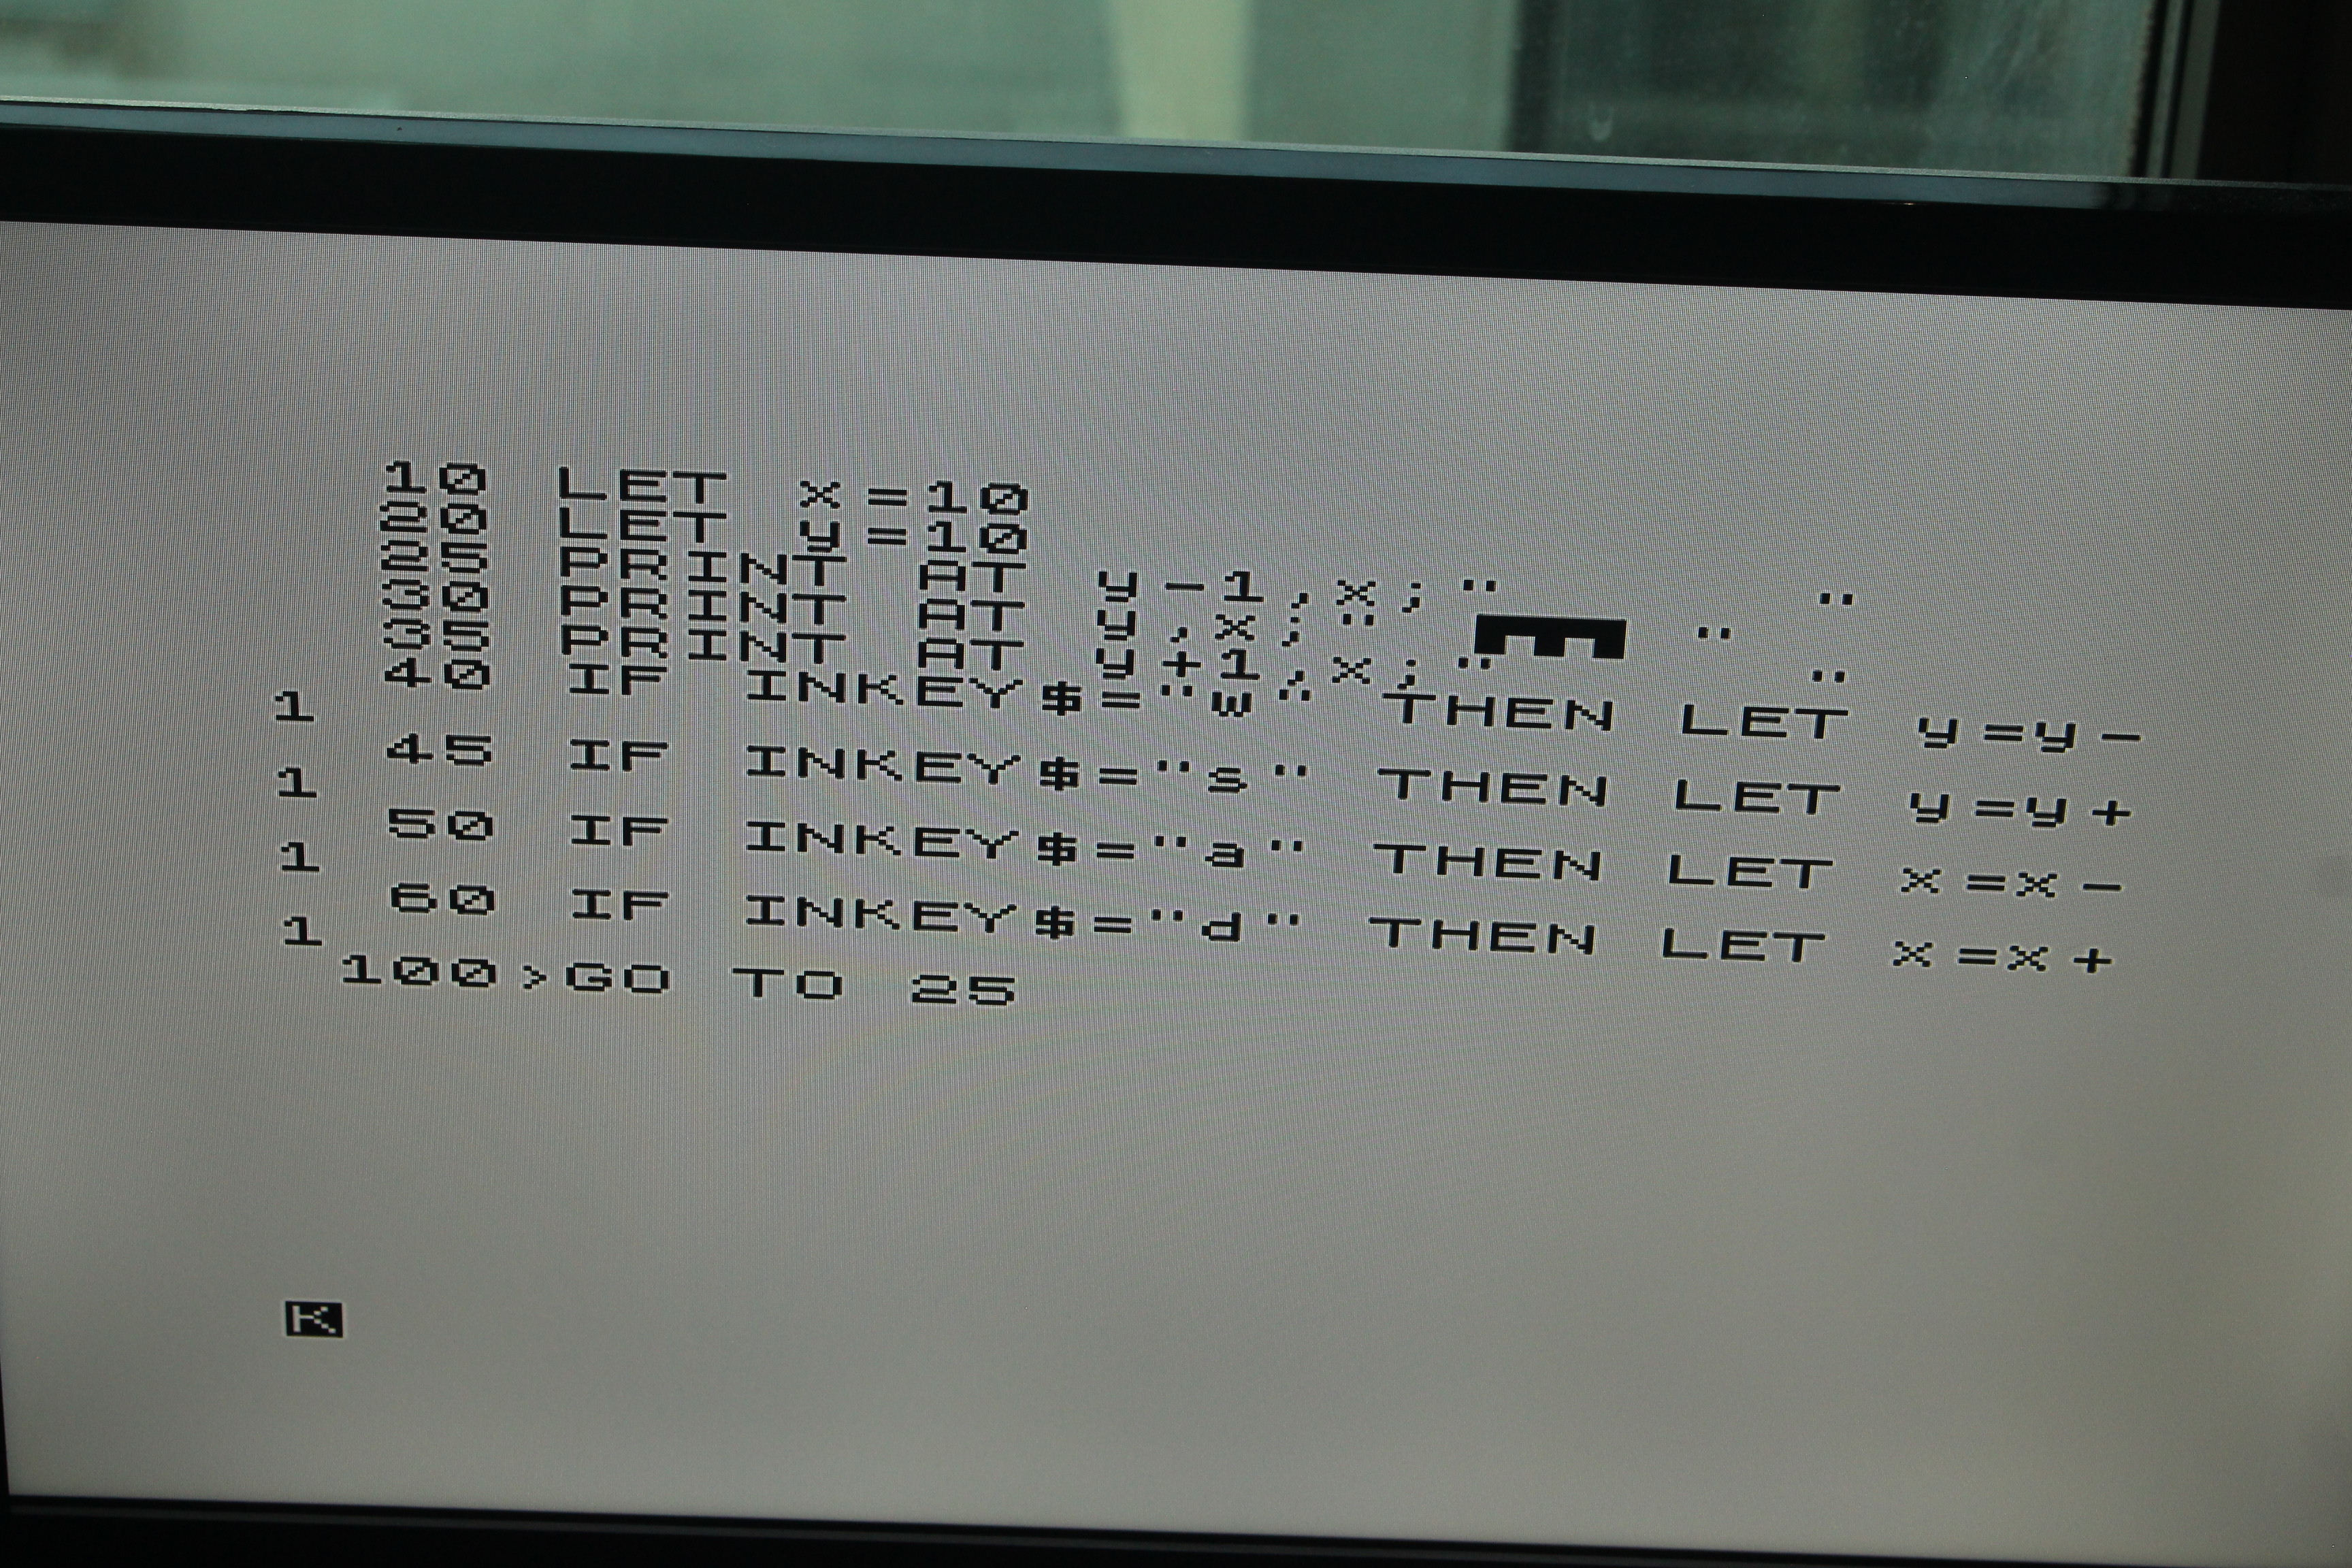 10 LET x=10
20 LET y=10
25 PRINT AT y-1,x;"     "
30 PRINT AT y,x;" ▛▜▛▜ "
35 PRINT AT y+1,x;"     "
40 IF INKEY$="w" THEN LET y=y-
1
45 IF INKEY$="s" THEN LET y=y+
1
50 IF INKEY$="a" THEN LET x=x-
1
60 IF INKEY$="d" THEN LET x=x+
1
100>GO TO 25
K